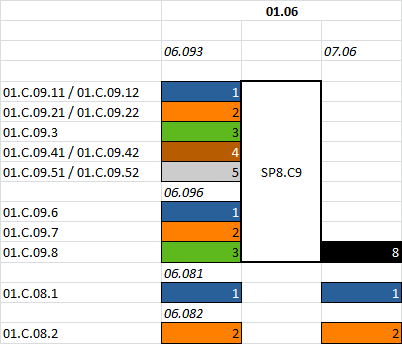 01.06
06.093 07.06
01.C.09.11 / 01.C.09.12 1
01.C.09.21 / 01.C.09.22 2
01.C.09.3 3
01.C.09.41 / 01.C.09.42 4
01.C.09.51 / 01.C.09.52 5 SP8.C9
06.096
01.C.09.6 1
01.C.09.7 2
01.C.09.8 3 8
06.081
01.C.08.1 1 1
06.082
01.C.08.2 2 2